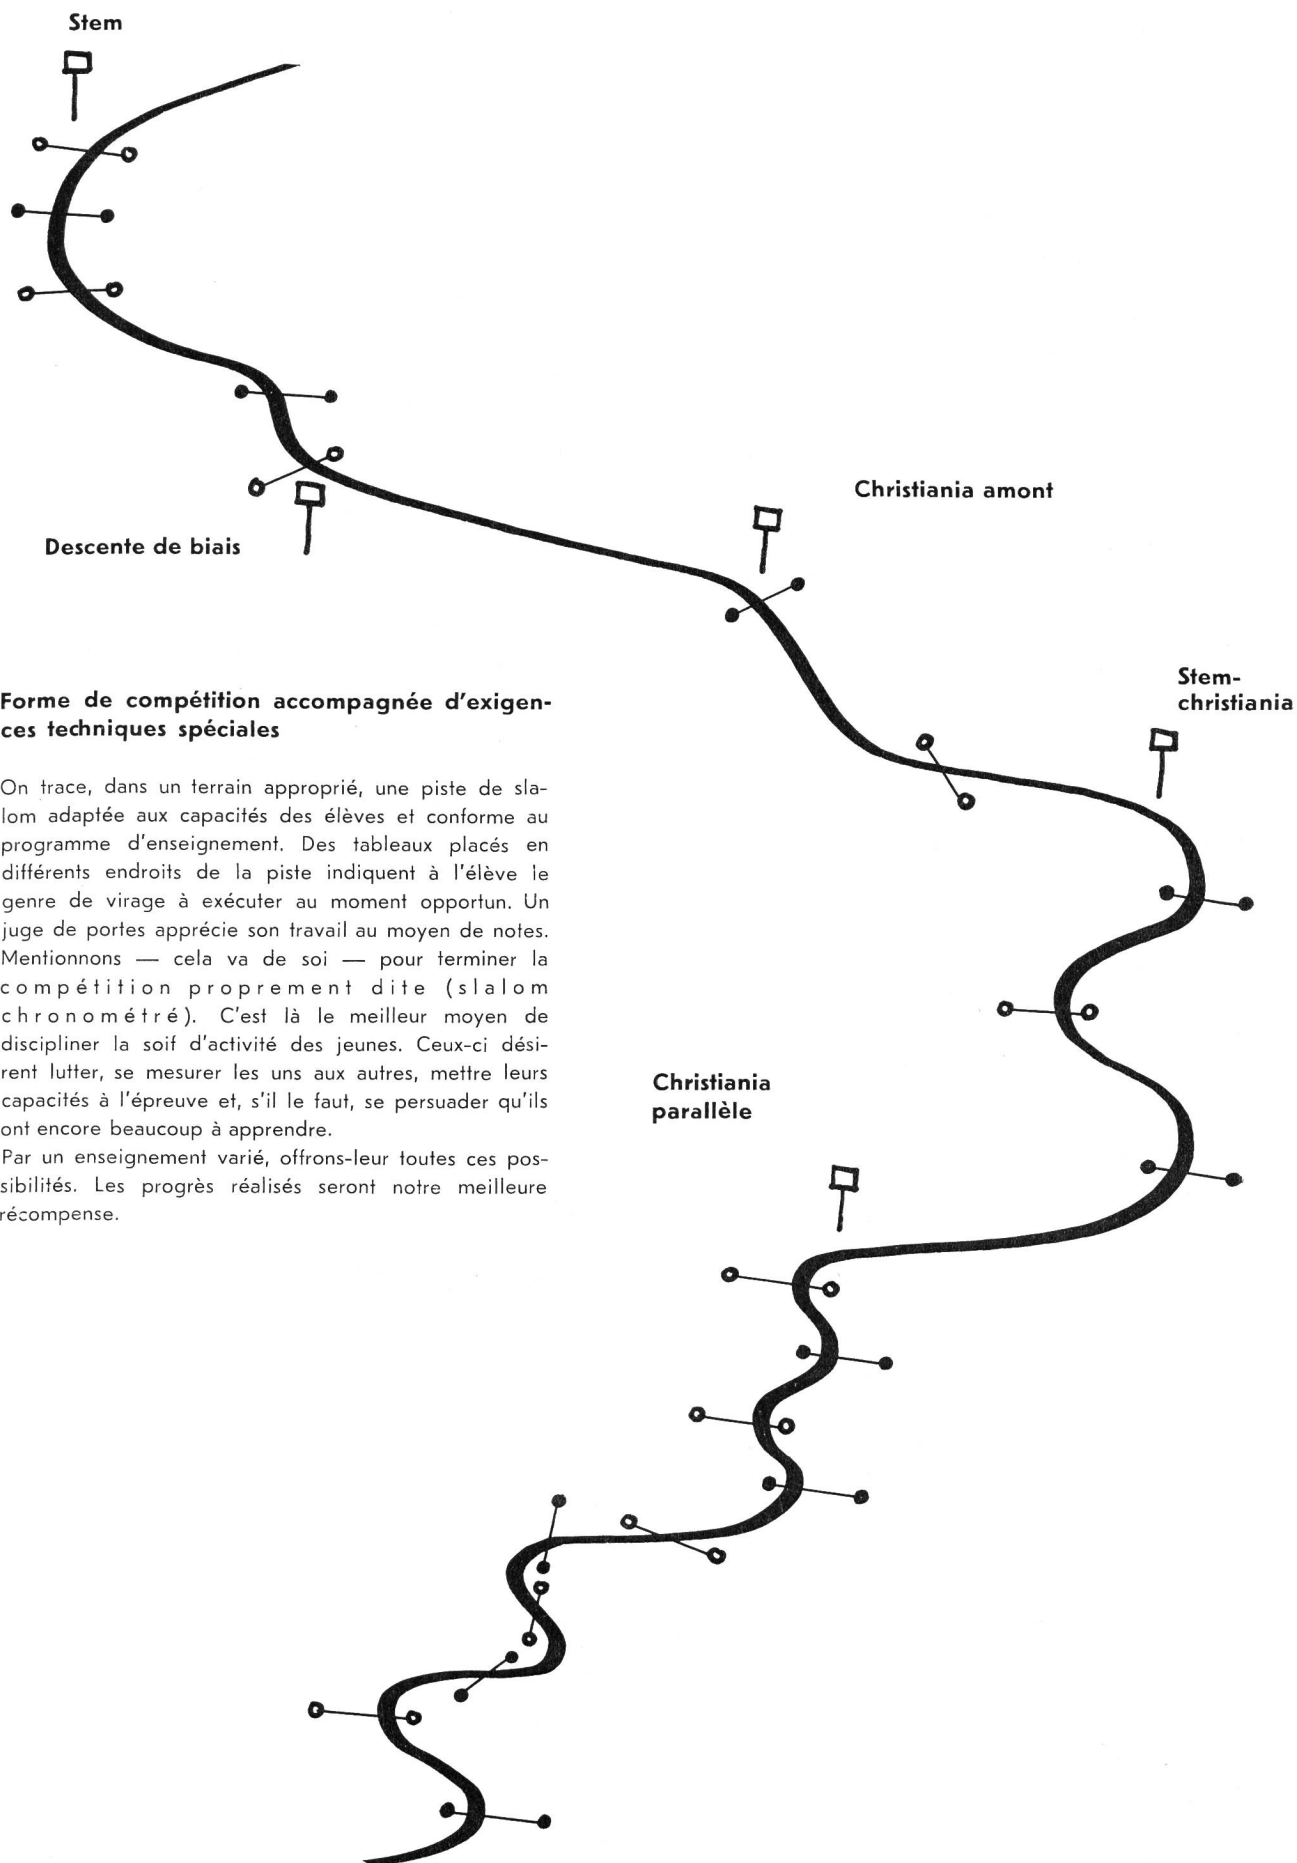 Stem
Descente de biais
Christiania amont
Stem-
christiania
Forme de compétition accompagnée d'exigen-
ces techniques spéciales
On trace, dans un terrain approprié, une piste de sla-
lom adaptée aux capacités des élèves et conforme au
programme d'enseignement. Des tableaux placés en
différents endroits de la piste indiquent à l'élève le
genre de virage à exécuter au moment opportun. Un
juge de portes apprécie son travail au moyen de notes.
Mentionnons — cela va de soi — pour terminer la
compétition proprement dite (slalom
chronométré). C'est là le meilleur moyen de
discipliner la soif d'activité des jeunes. Ceux-ci dési-
rent lutter, se mesurer les uns aux autres, mettre leurs
capacités à l'épreuve et, s'il le faut, se persuader qu'ils
ont encore beaucoup à apprendre.
Par un enseignement varié, offrons-leur toutes ces pos-
sibilités. Les progrès réalisés seront notre meilleure
récompense.
Christiania
parallèle